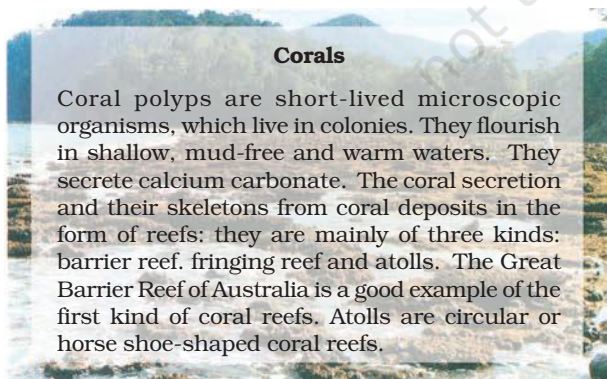 Corals
Coral polyps are short-lived microscopic
organisms, which live in colonies. They flourish
in shallow, mud-free and warm waters. They
secrete calcium carbonate. The coral secretion
and their skeletons from coral deposits in the
form of reefs: they are mainly of three kinds:
barrier reef. fringing reef and atolls. The Great
Barrier Reef of Australia is a good example of the
first kind of coral reefs. Atolls are circular or
horse shoe-shaped coral reefs.
not